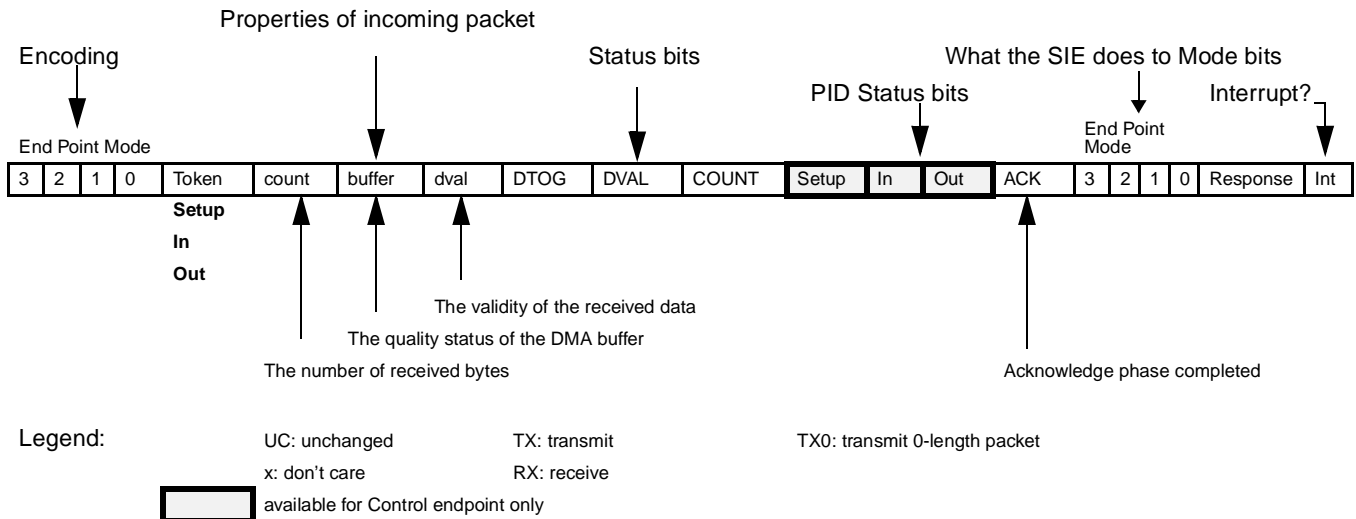 Properties of incoming packet
Encoding
Status bits
What the SIE does to Mode bits
PID Status bits
Interrupt?
End Point Mode
End Point
Mode
3 2 1 0 Token count buffer dval DTOG DVAL COUNT Setup In Out ACK 3 2 1 0 Response Int
Setup
In
Out
The validity of the received data
The quality status of the DMA buffer
The number of received bytes
Acknowledge phase completed
Legend:
UC: unchanged TX: transmit TX0: transmit 0-length packet
x: don't care RX: receive
available for Control endpoint only